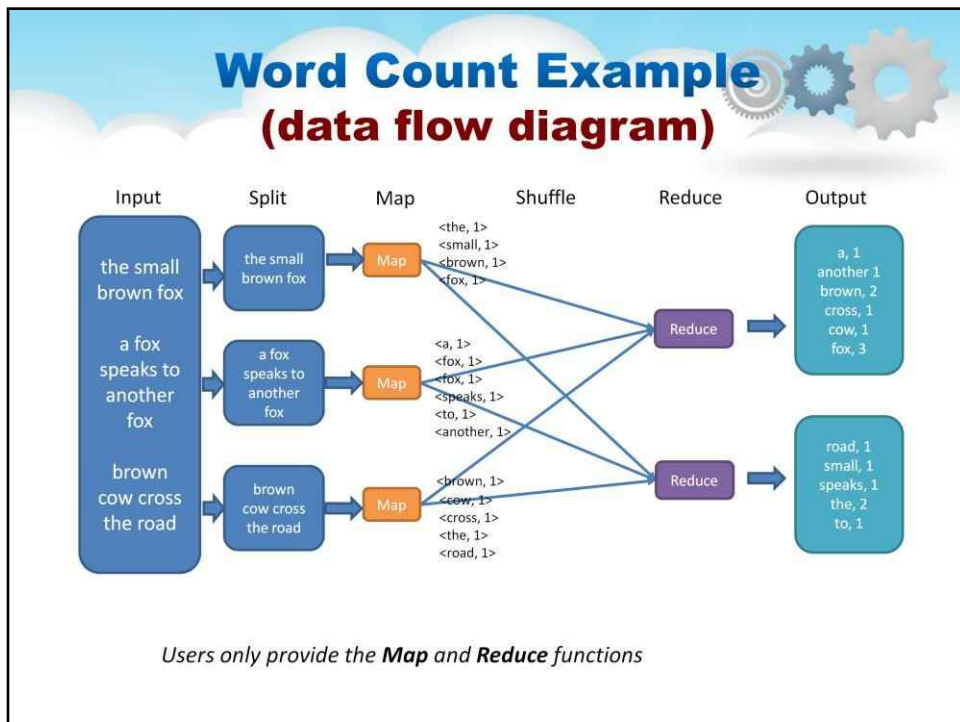 Word Count Example
(data flow diagram)
Input
Split
Map
Shuffle
Reduce
Output
the small
brown fox
a fox
speaks to
another
fox
brown
cow cross
the road
the small
brown fox
a fox
speaks to
another
fox
brown
cow cross
the road
Map
Map
Map
<the, 1>
<small, 1>
<brown, 1>
<fox, 1>
<a, 1>
<fox, 1>
<fox, 1>
<speaks, 1>
<to, 1>
<another, 1>
<brown, 1>
<cow, 1>
<cross, 1>
<the, 1>
<road, 1>
Reduce
Reduce
a, 1
another 1
brown, 2
cross, 1
cow, 1
fox, 3
road, 1
small, 1
speaks, 1
the, 2
to, 1
Users only provide the Map and Reduce functions